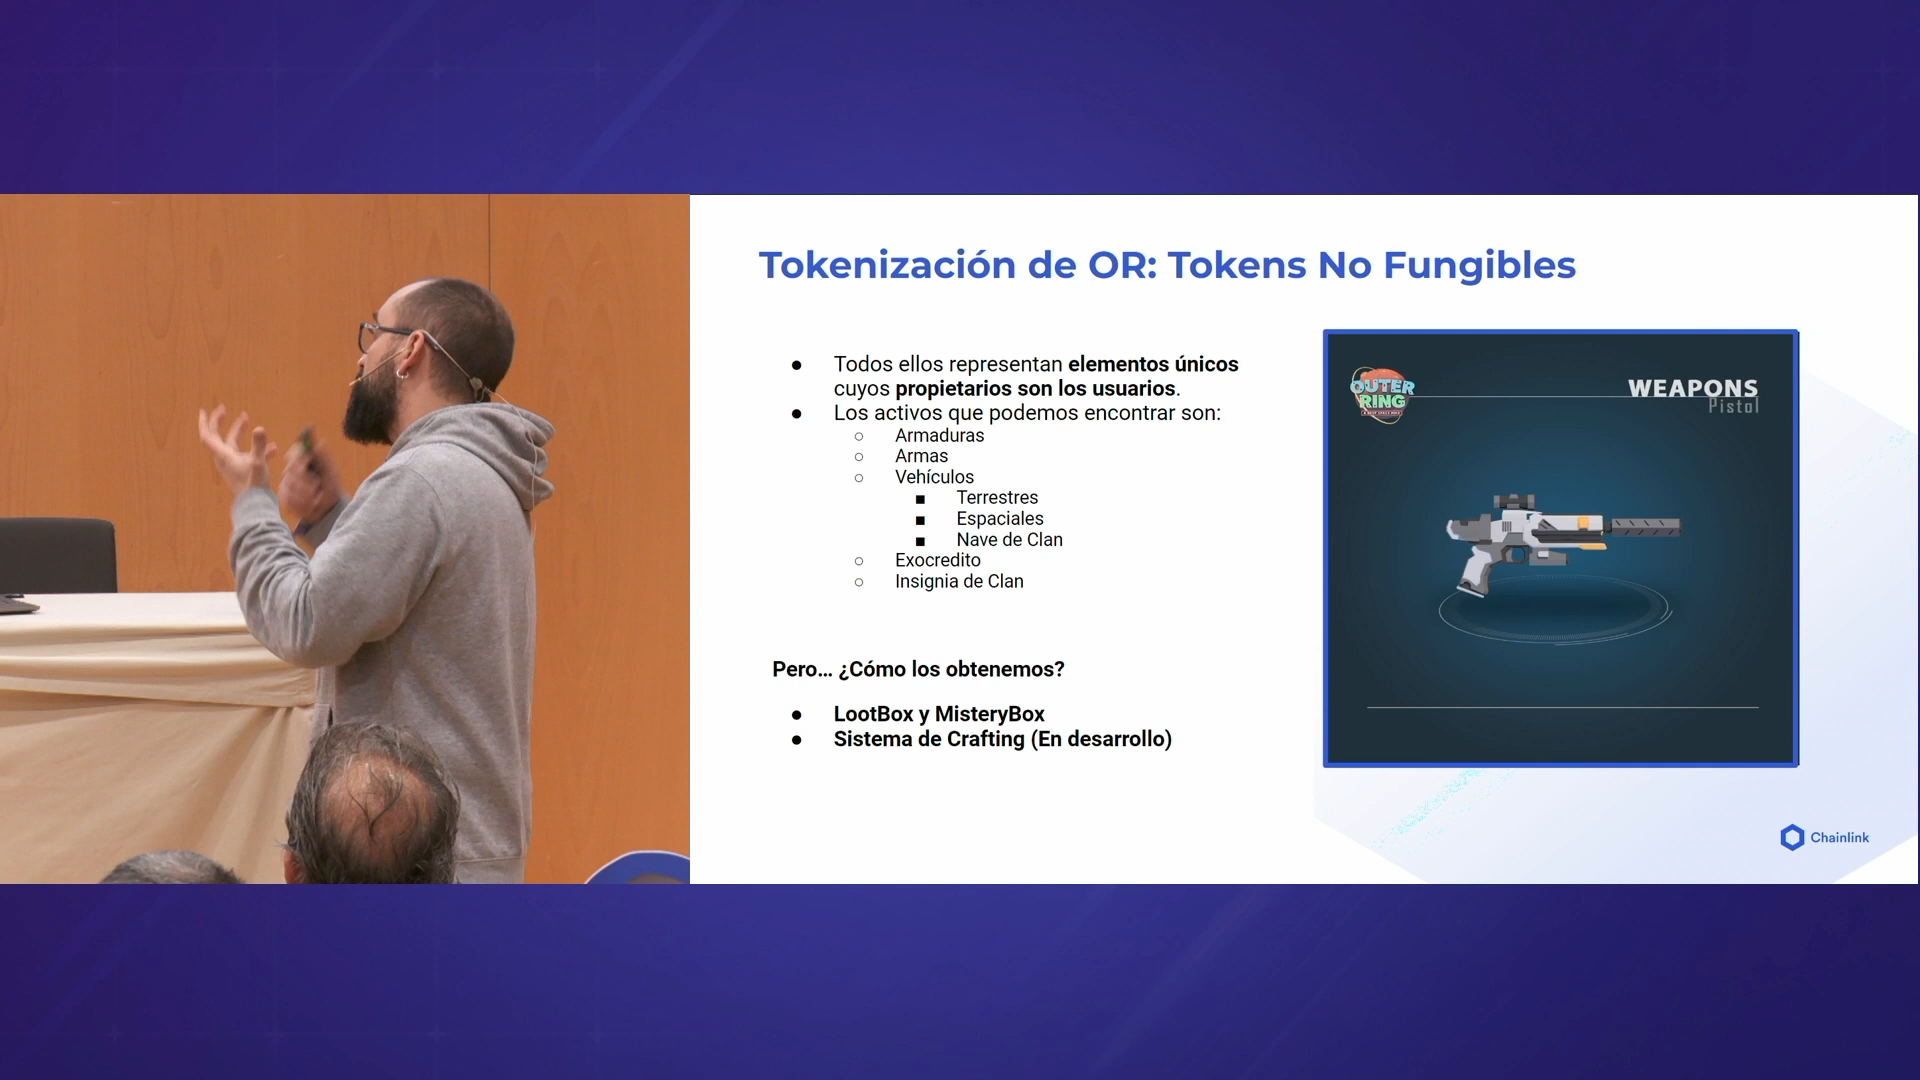 Tokenización de OR: Tokens No Fungibles
● Todos ellos representan elementos únicos
cuyos propietarios son los usuarios.
● Los activos que podemos encontrar son:
○ Armaduras
○ Armas
○ Vehículos
■ Terrestres
■ Espaciales
■ Nave de Clan
○ Exocredito
○ Insignia de Clan
Pero... ¿Cómo los obtenemos?
● LootBox y MisteryBox
● Sistema de Crafting (En desarrollo)
OUTER
RING
WEAPONS
Pistol
Chainlink